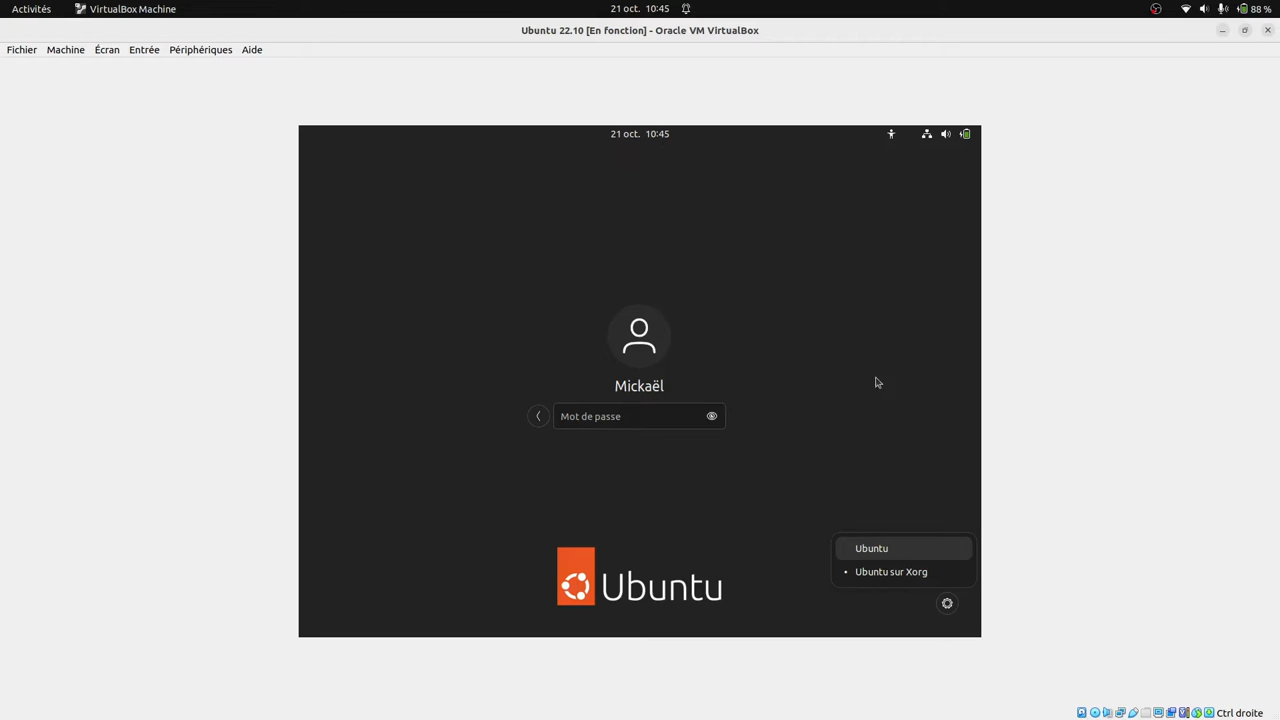 Activités VirtualBox Machine 21 oct. 10:45 88 %
Ubuntu 22.10 [En fonction] - Oracle VM VirtualBox
Fichier Machine Écran Entrée Périphériques Aide
21 oct. 10:45
Mickaël
Mot de passe
Ubuntu
Ubuntu sur Xorg
Ubuntu
Ctrl droite